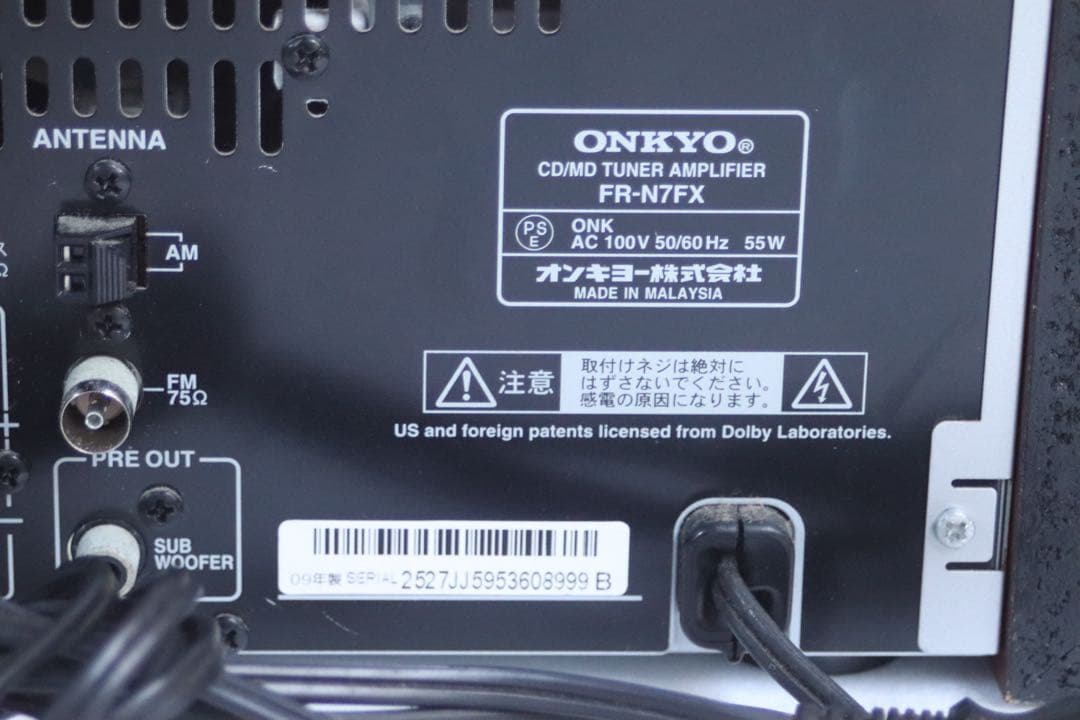 ANTENNA
AM
FM
75Ω
PRE OUT
SUB
WOOFER
ス
Ω
+
−
ONKYO®
CD/MD TUNER AMPLIFIER
FR-N7FX
PS
E
ONK
AC 100V 50/60Hz 55W
オンキヨー株式会社
MADE IN MALAYSIA
注意
取付けネジは絶対に
はずさないでください。
感電の原因になります。
US and foreign patents licensed from Dolby Laboratories.
09年製 SERIAL 2527JJ5953608999 B